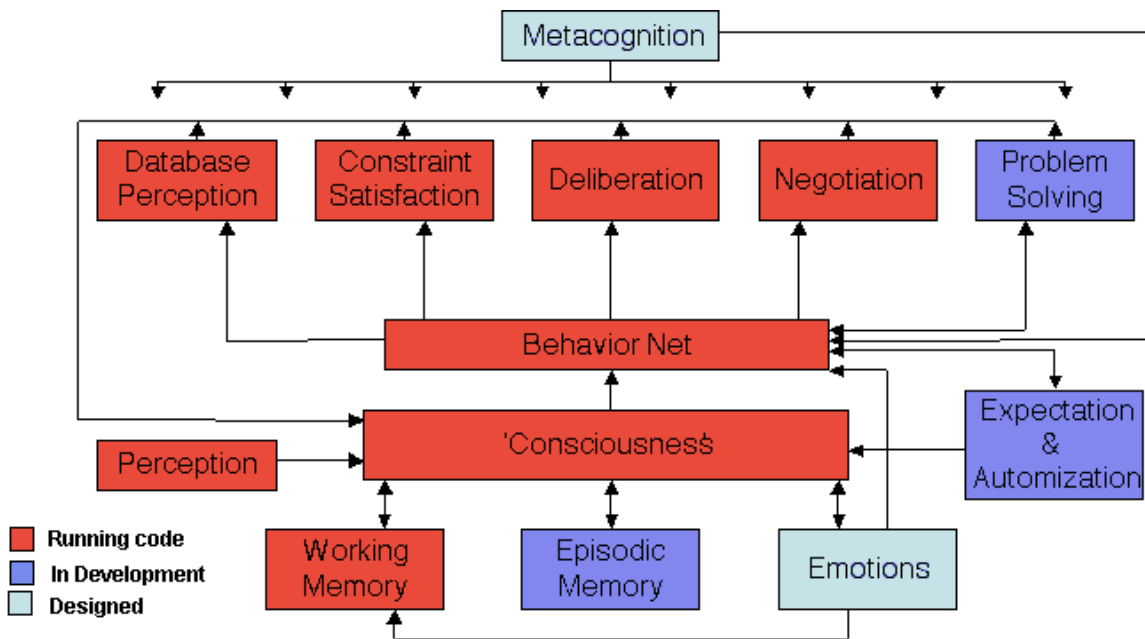 Metacognition
Database
Perception
Constraint
Satisfaction
Deliberation
Negotiation
Problem
Solving
Behavior Net
Expectation
&
Automization
'Consciousness'
Perception
Working
Memory
Episodic
Memory
Emotions
Running code
In Development
Designed